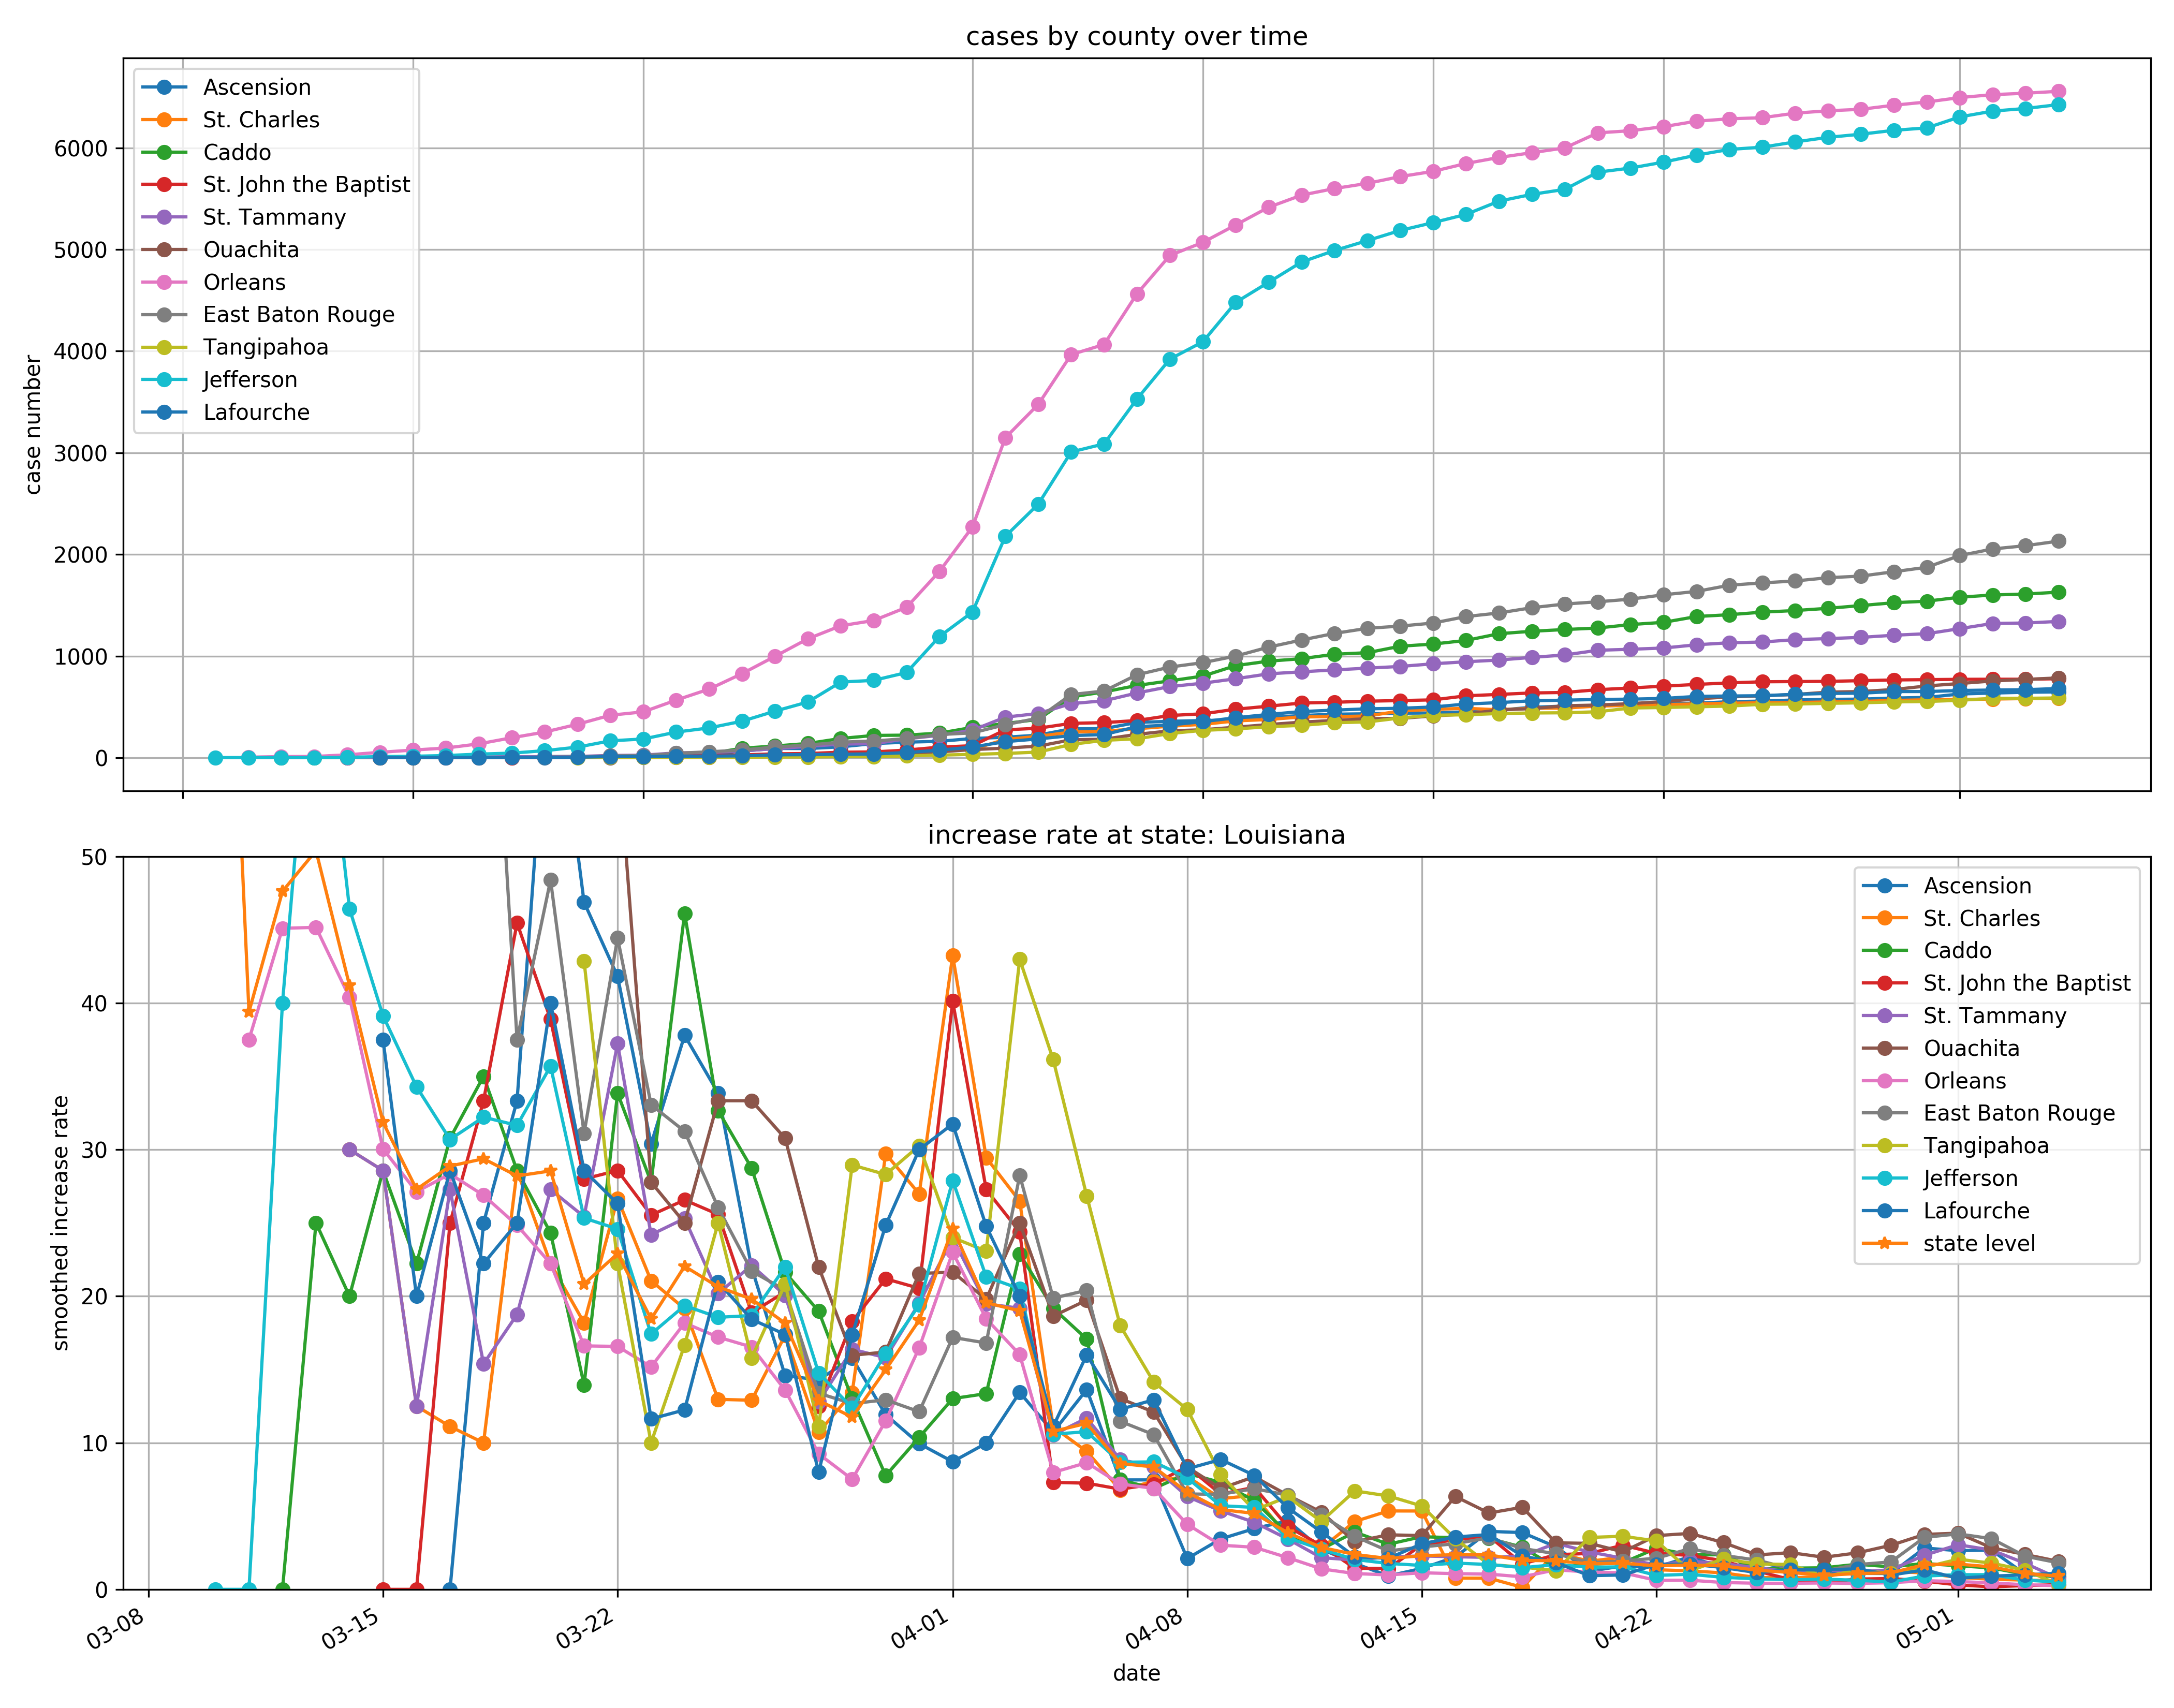 cases by county over time
Ascension
St. Charles
Caddo
St. John the Baptist
St. Tammany
Ouachita
Orleans
East Baton Rouge
Tangipahoa
Jefferson
Lafourche
6000
5000
4000
3000
2000
1000
0
case number
increase rate at state: Louisiana
Ascension
St. Charles
Caddo
St. John the Baptist
St. Tammany
Ouachita
Orleans
East Baton Rouge
Tangipahoa
Jefferson
Lafourche
state level
50
40
30
20
10
0
smoothed increase rate
03-08
03-15
03-22
04-01
04-08
04-15
04-22
05-01
date